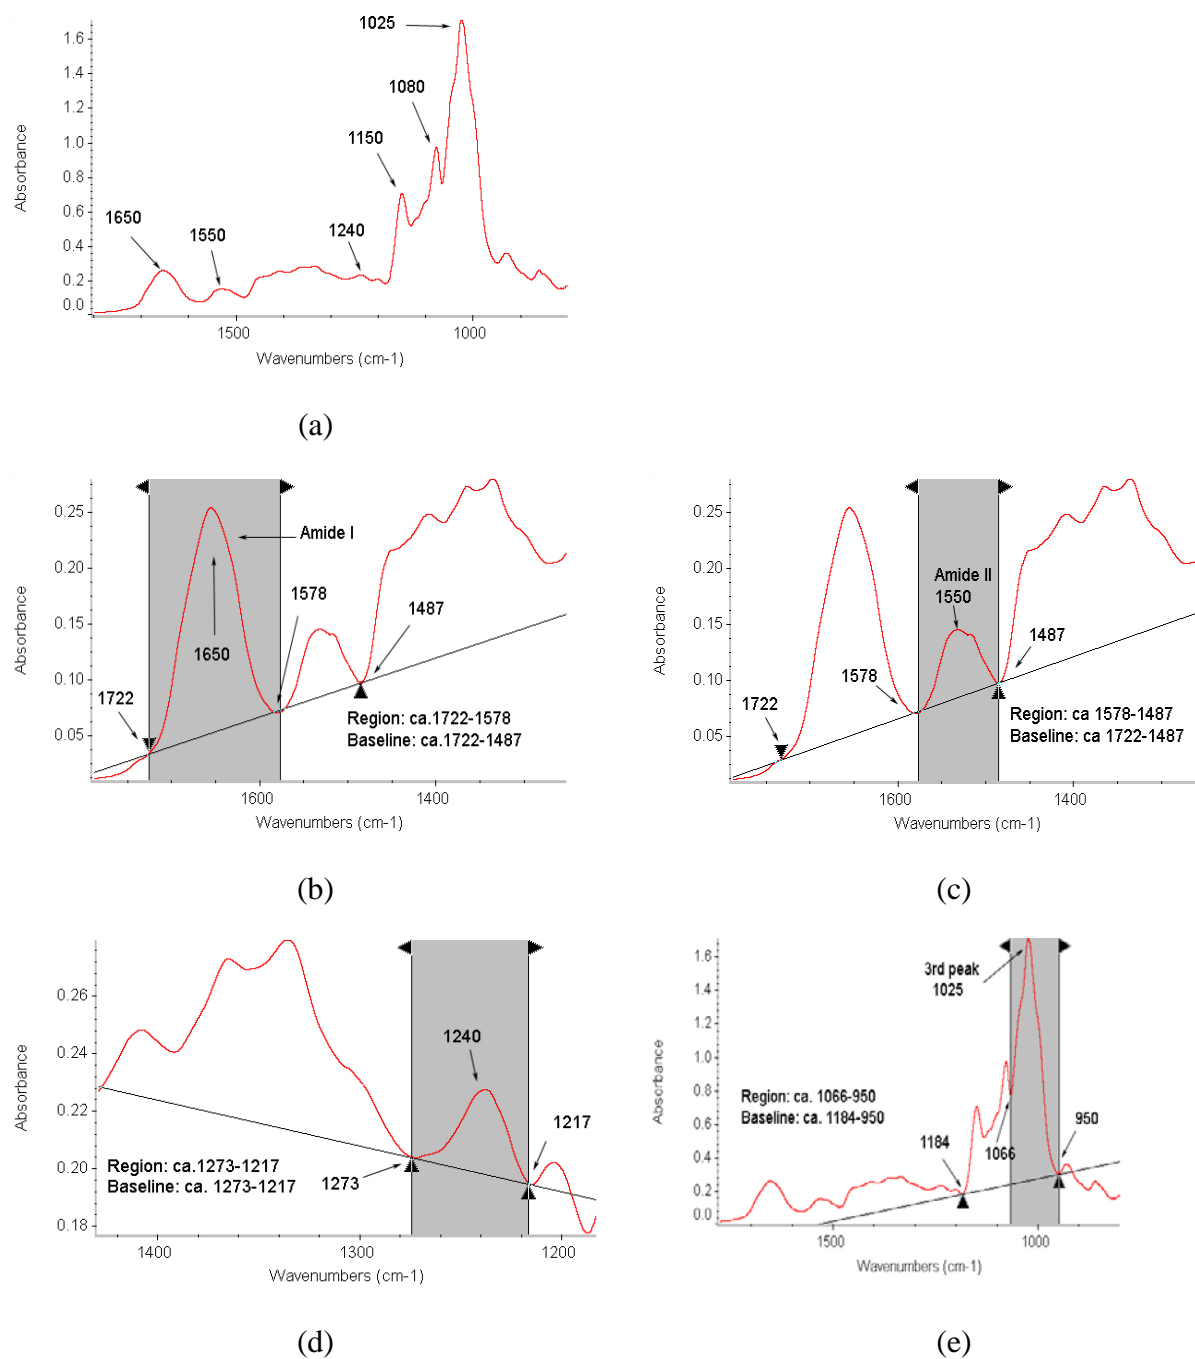 1025
1.6
1.4
1080
1.2
1150
1.0
0.8
0.6
1650
1550
1240
0.4
0.2
0.0
Absorbance
1500
1000
Wavenumbers (cm-1)
(a)
0.25
Amide I
0.20
1578
1487
0.15
1650
0.10
1722
Region: ca.1722-1578
Baseline: ca.1722-1487
0.05
Absorbance
1600
1400
Wavenumbers (cm-1)
(b)
0.25
0.20
Amide II
1550
0.15
1487
1578
0.10
1722
Region: ca 1578-1487
Baseline: ca 1722-1487
0.05
Absorbance
1600
1400
Wavenumbers (cm-1)
(c)
0.26
0.24
1240
0.22
1217
0.20
Region: ca.1273-1217
Baseline: ca. 1273-1217
1273
0.18
Absorbance
1400
1300
1200
Wavenumbers (cm-1)
(d)
1.6
3rd peak
1025
1.4
1.2
1.0
0.8
Region: ca. 1066-950
Baseline: ca. 1184-950
0.6
950
1184
1066
0.4
0.2
0.0
Absorbance
1500
1000
Wavenumbers (cm-1)
(e)